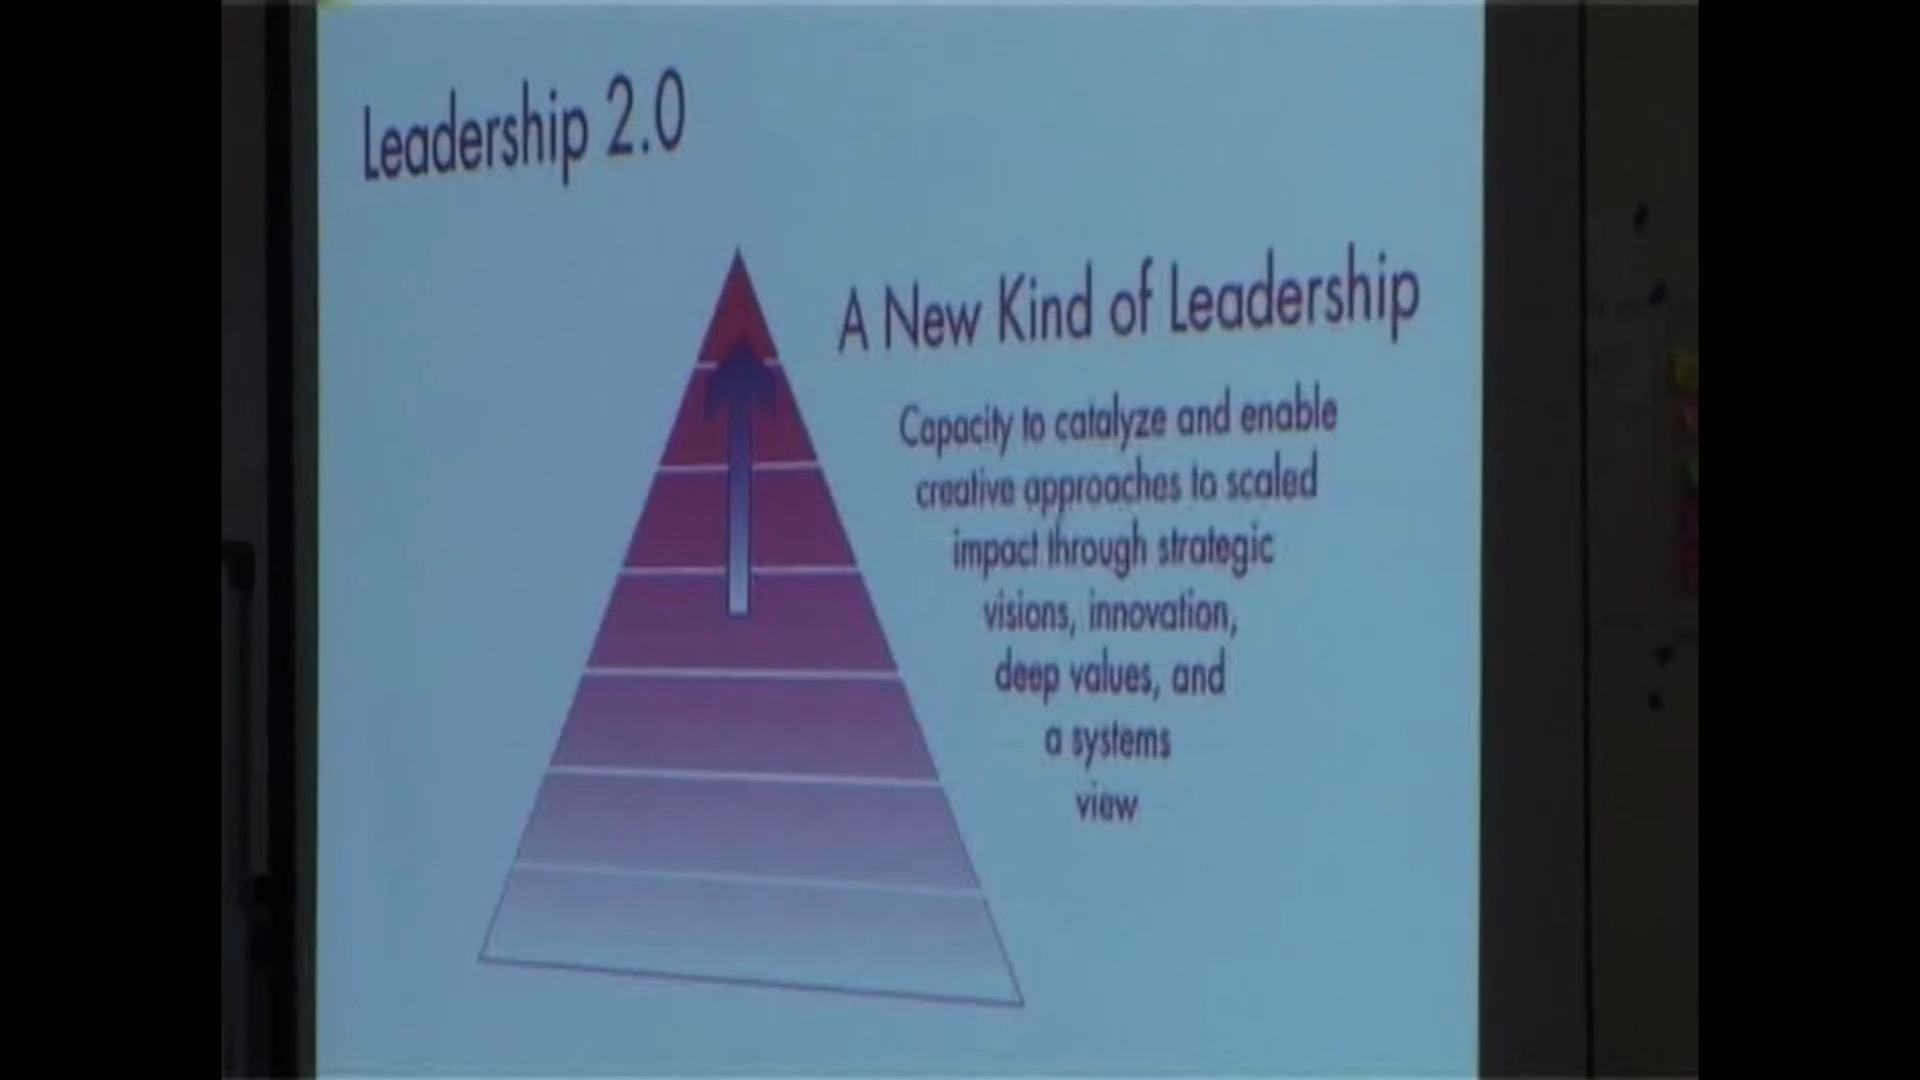 Leadership 2.0
A New Kind of Leadership
Capacity to catalyze and enable
creative approaches to scaled
impact through strategic
visions, innovation,
deep values, and
a systems
view